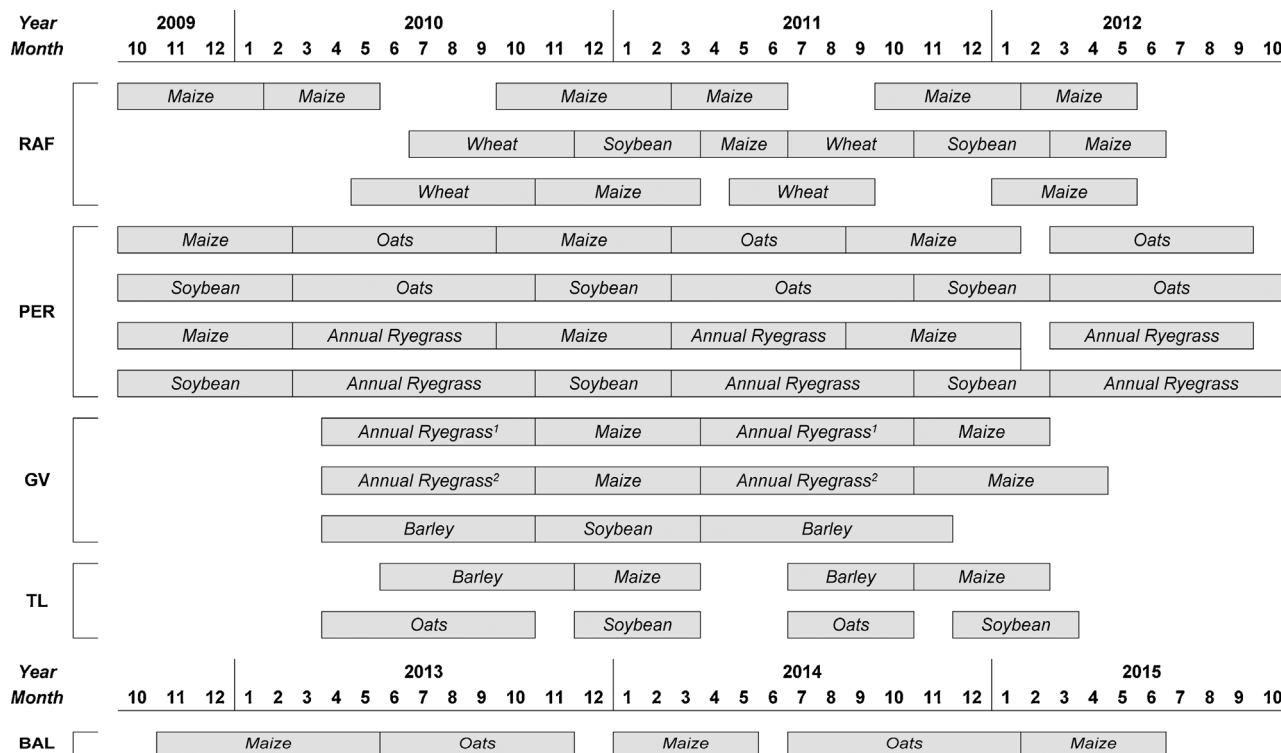 Year 2009 2010 2011 2012
Month 10 11 12 1 2 3 4 5 6 7 8 9 10 11 12 1 2 3 4 5 6 7 8 9 10 11 12 1 2 3 4 5 6 7 8 9 10
Maize Maize Maize Maize Maize Maize
RAF Wheat Soybean Maize Wheat Soybean Maize
Wheat Maize Wheat Maize
Maize Oats Maize Oats Maize Oats
Soybean Oats Soybean Oats Soybean Oats
PER
Maize Annual Ryegrass Maize Annual Ryegrass Maize Annual Ryegrass
Soybean Annual Ryegrass Soybean Annual Ryegrass Soybean Annual Ryegrass
Annual Ryegrass¹ Maize Annual Ryegrass¹ Maize
GV Annual Ryegrass² Maize Annual Ryegrass² Maize
Barley Soybean Barley
Barley Maize Barley Maize
TL
Oats Soybean Oats Soybean
Year 2013 2014 2015
Month 10 11 12 1 2 3 4 5 6 7 8 9 10 11 12 1 2 3 4 5 6 7 8 9 10 11 12 1 2 3 4 5 6 7 8 9 10
BAL Maize Oats Maize Oats Maize